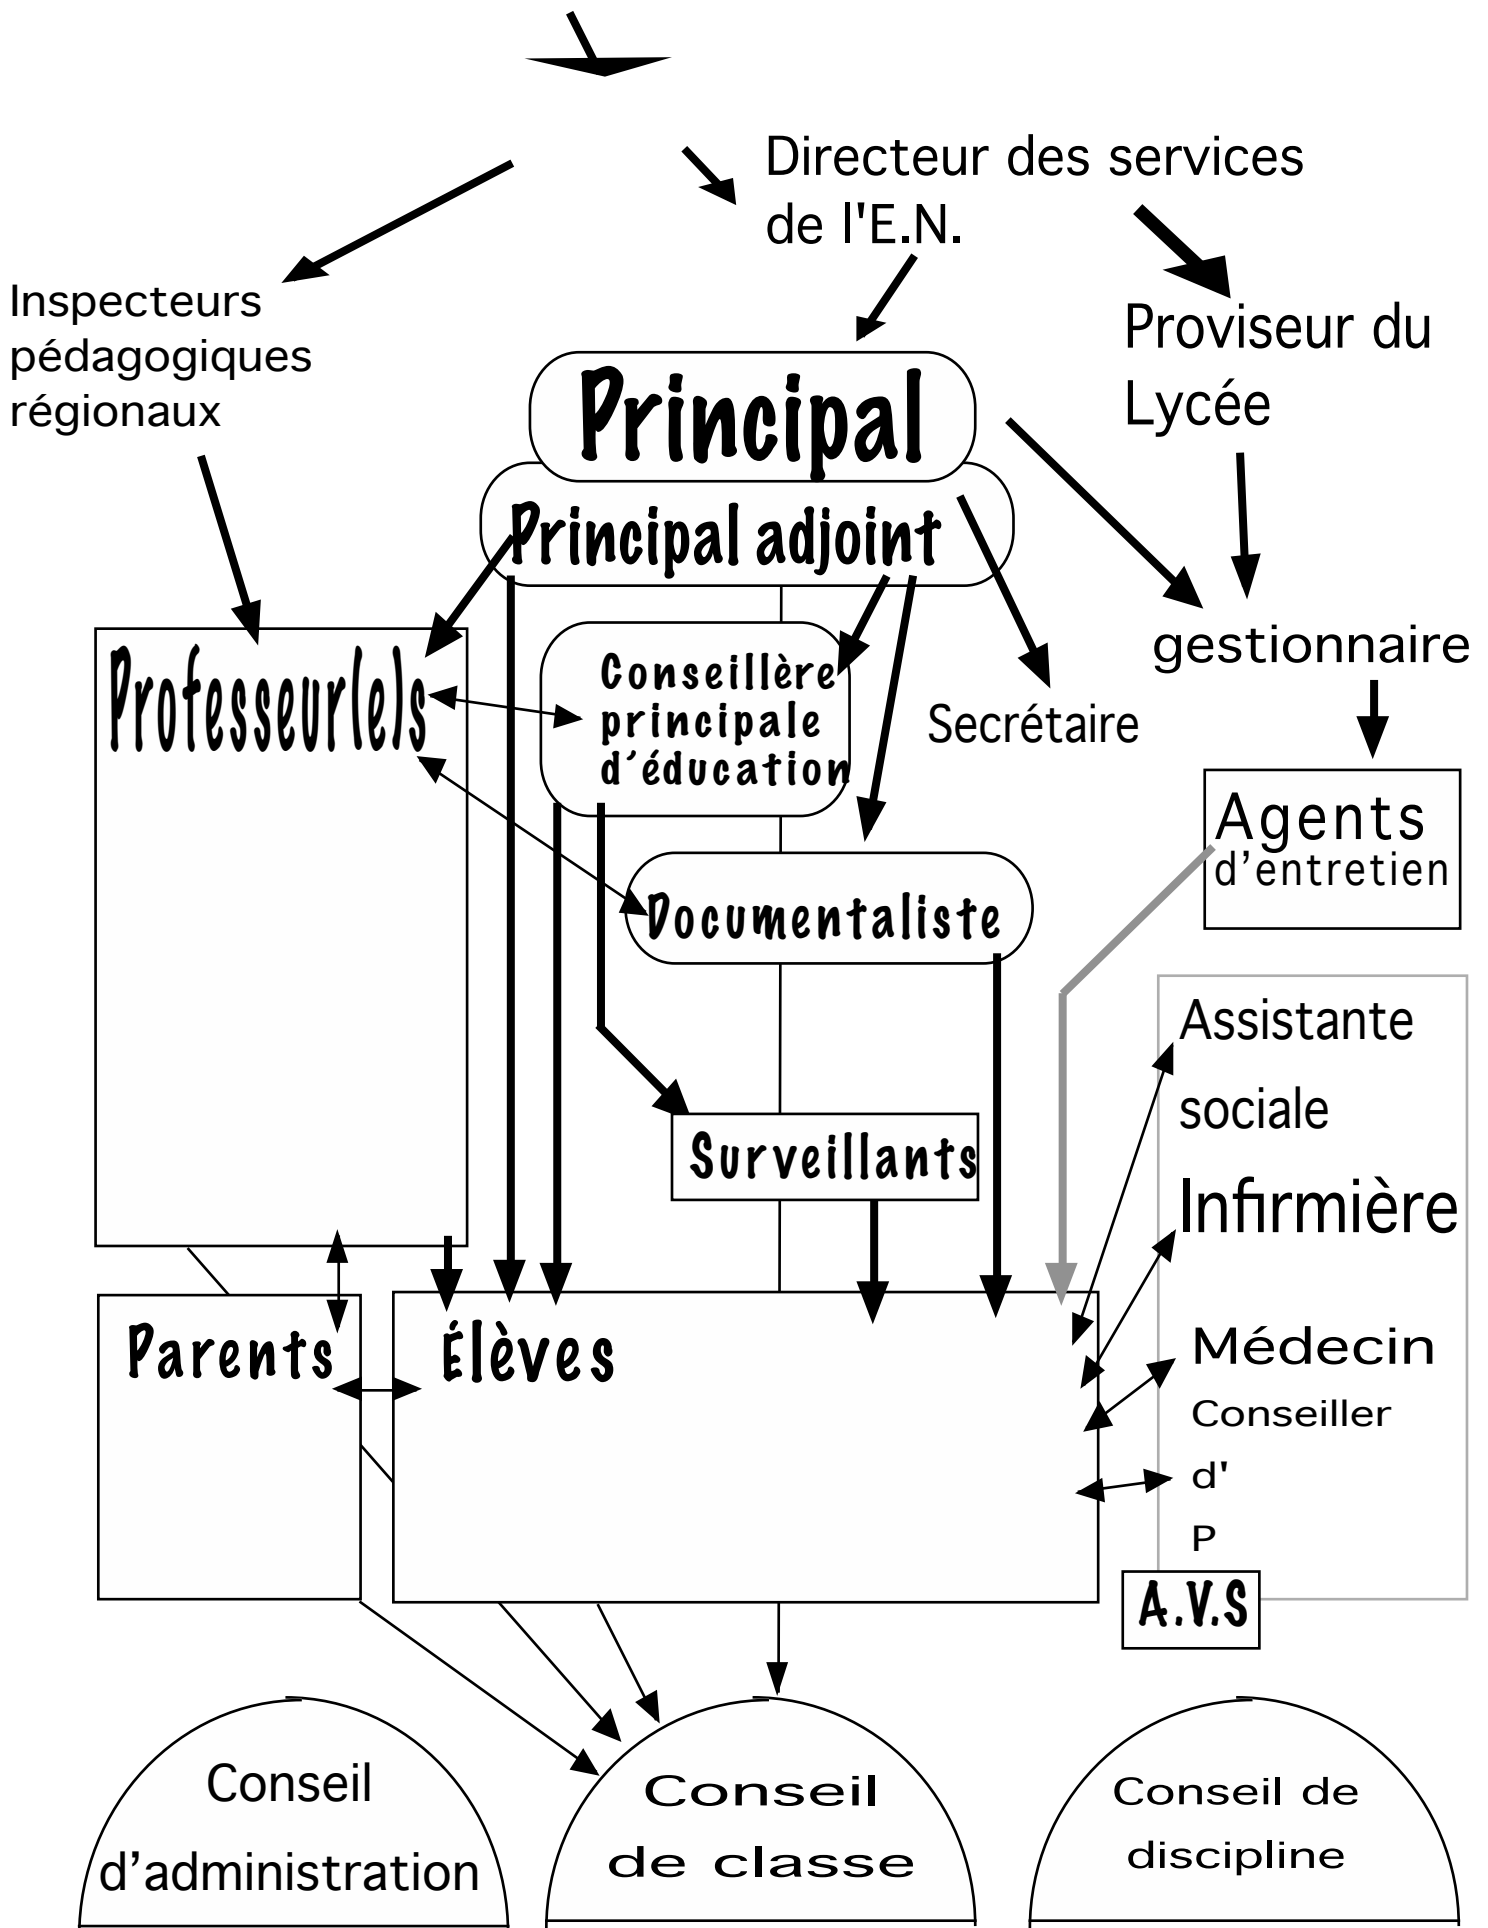 Directeur des services
de l'E.N.
Inspecteurs
pédagogiques
régionaux
Proviseur du
Lycée
Principal
Principal adjoint
gestionnaire
Professeur(e)s
Conseillère
principale
d’éducation
Secrétaire
Agents
d’entretien
Documentaliste
Assistante
sociale
Surveillants
Infirmière
Parents
Élèves
Médecin
Conseiller
d'
P
A.V.S
Conseil
d’administration
Conseil
de classe
Conseil de
discipline